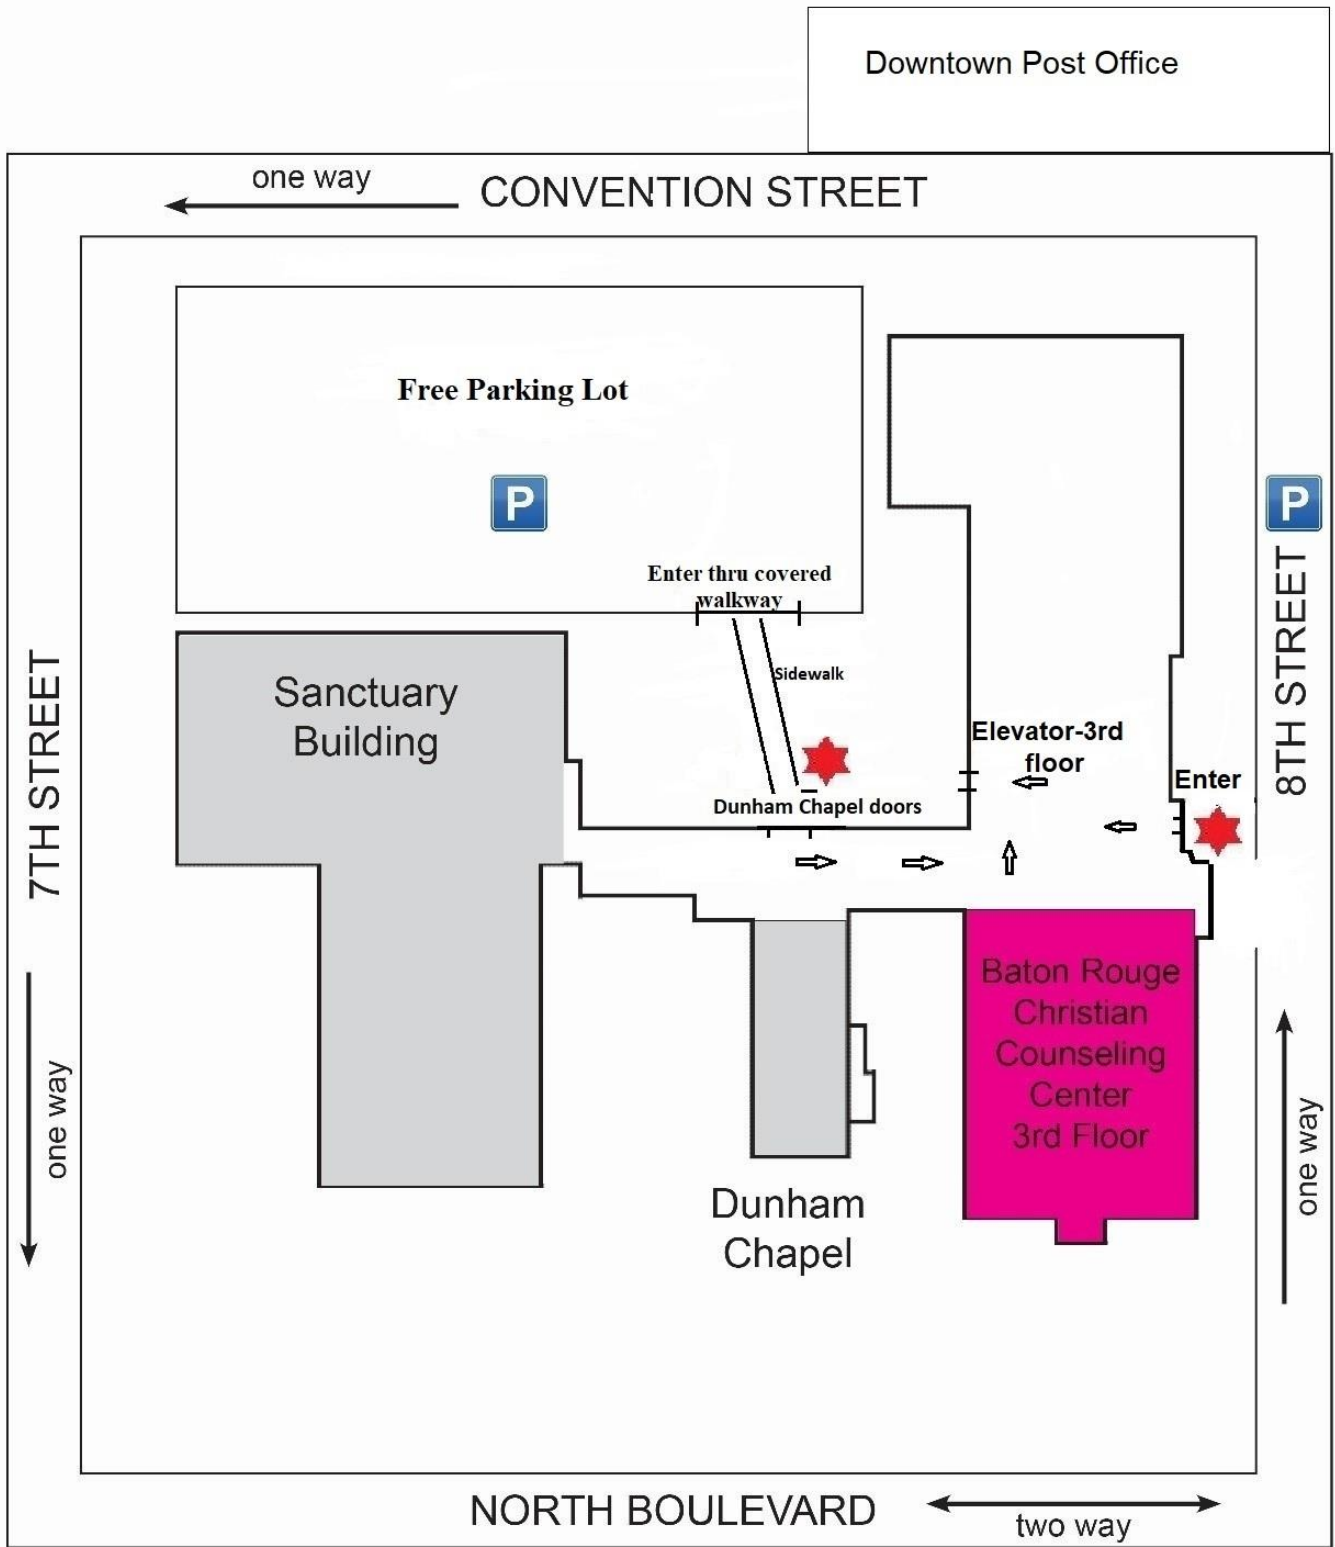 Downtown Post Office
one way
CONVENTION STREET
Free Parking Lot
P
P
Enter thru covered
walkway
Sidewalk
Sanctuary
Building
7TH STREET
8TH STREET
Elevator-3rd
floor
Enter
Dunham Chapel doors
Baton Rouge
Christian
Counseling
Center
3rd Floor
one way
one way
Dunham
Chapel
NORTH BOULEVARD
two way